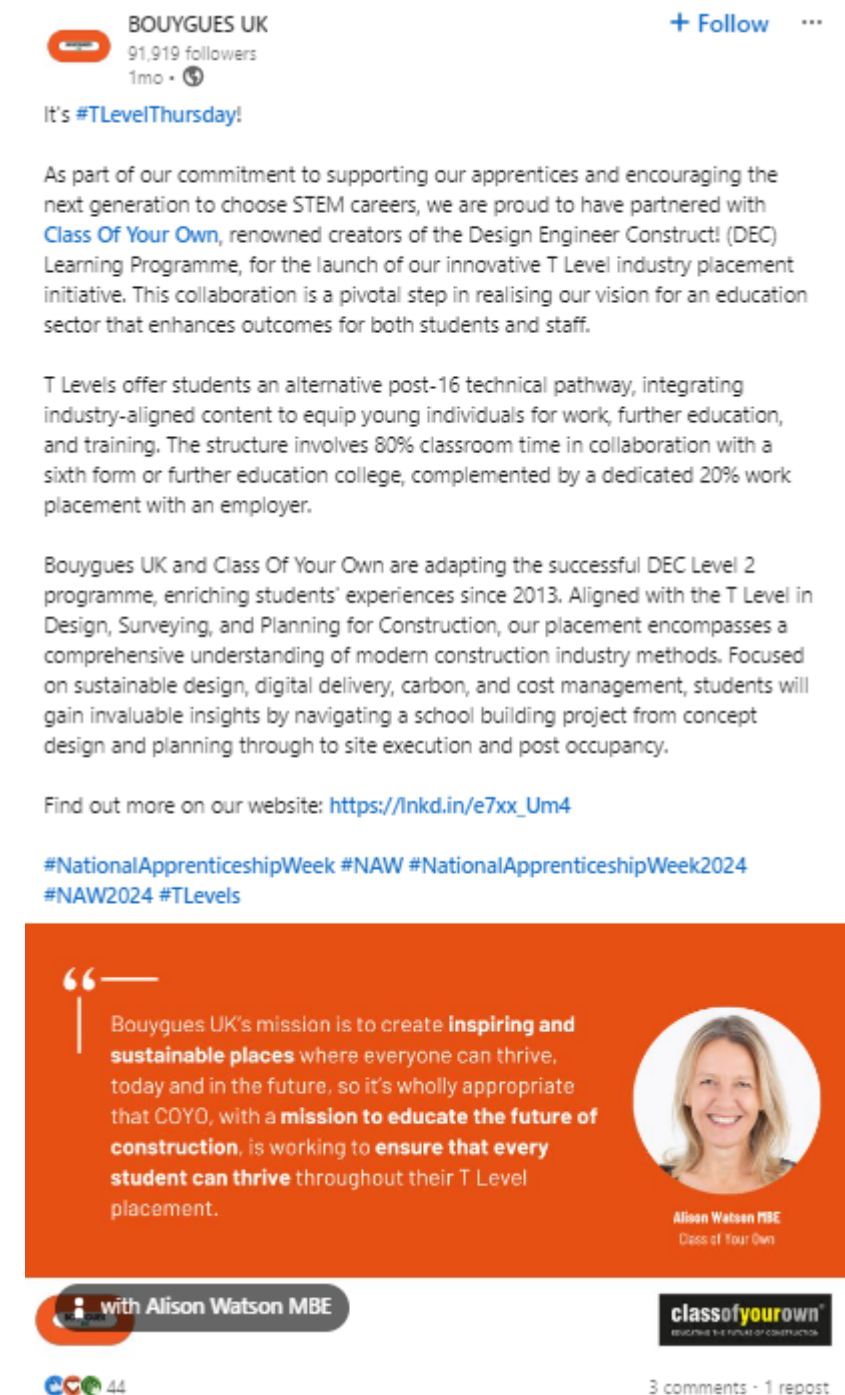 BOUYGUES UK
+ Follow ...
91,919 followers
1mo •
It's #TLevelThursday!
As part of our commitment to supporting our apprentices and encouraging the
next generation to choose STEM careers, we are proud to have partnered with
Class Of Your Own, renowned creators of the Design Engineer Construct! (DEC)
Learning Programme, for the launch of our innovative T Level industry placement
initiative. This collaboration is a pivotal step in realising our vision for an education
sector that enhances outcomes for both students and staff.
T Levels offer students an alternative post-16 technical pathway, integrating
industry-aligned content to equip young individuals for work, further education,
and training. The structure involves 80% classroom time in collaboration with a
sixth form or further education college, complemented by a dedicated 20% work
placement with an employer.
Bouygues UK and Class Of Your Own are adapting the successful DEC Level 2
programme, enriching students' experiences since 2013. Aligned with the T Level in
Design, Surveying, and Planning for Construction, our placement encompasses a
comprehensive understanding of modern construction industry methods. Focused
on sustainable design, digital delivery, carbon, and cost management, students will
gain invaluable insights by navigating a school building project from concept
design and planning through to site execution and post occupancy.
Find out more on our website: https://lnkd.in/e7xx_Um4
#NationalApprenticeshipWeek #NAW #NationalApprenticeshipWeek2024
#NAW2024 #TLevels
“
Bouygues UK's mission is to create inspiring and
sustainable places where everyone can thrive,
today and in the future, so it's wholly appropriate
that COYO, with a mission to educate the future of
construction, is working to ensure that every
student can thrive throughout their T Level
placement.
Alison Watson MBE
Class of Your Own
with Alison Watson MBE
classofyourown®
EDUCATING THE FUTURE OF CONSTRUCTION
44
3 comments · 1 repost